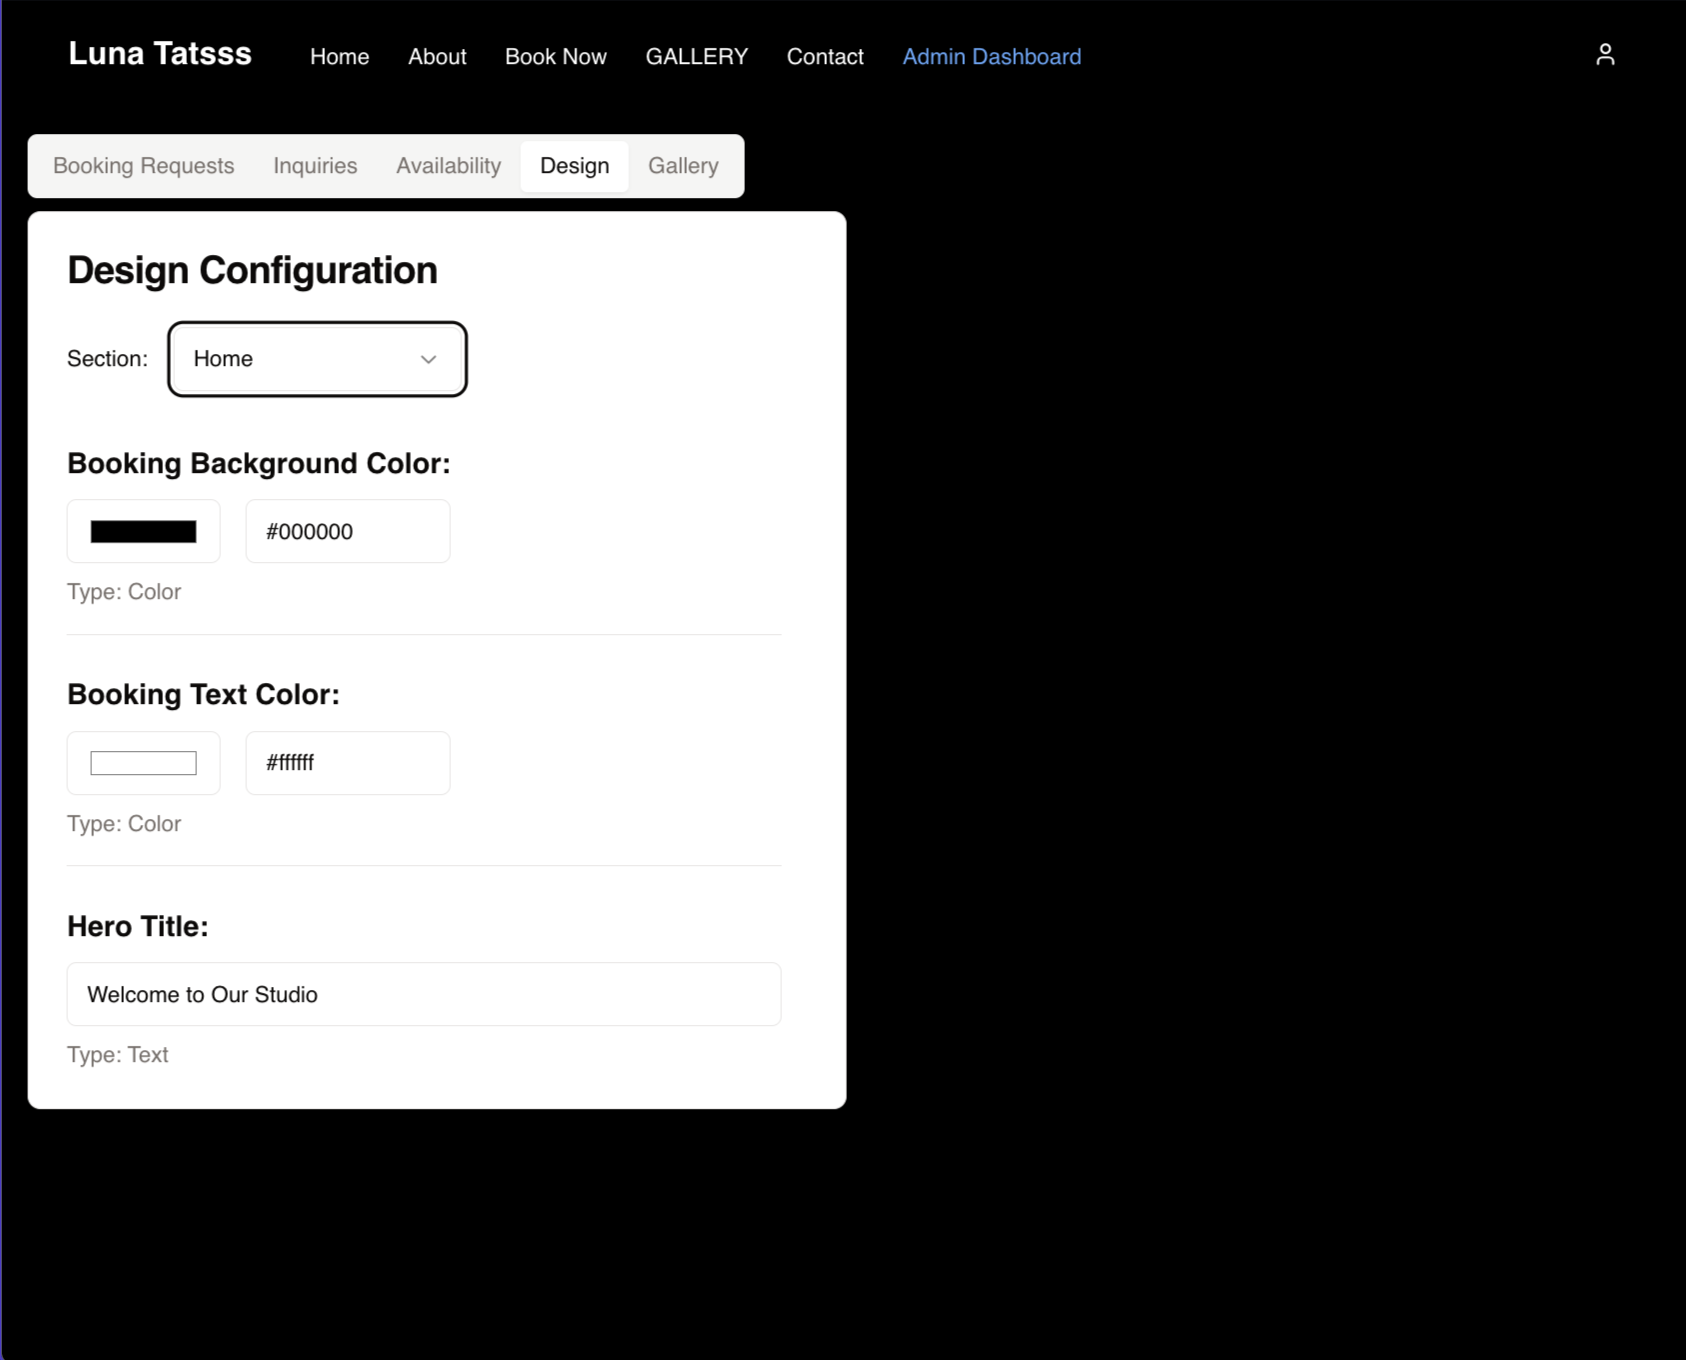 Luna Tatsss Home About Book Now GALLERY Contact Admin Dashboard
Booking Requests Inquiries Availability Design Gallery
Design Configuration
Section: Home
Booking Background Color:
#000000
Type: Color
Booking Text Color:
#ffffff
Type: Color
Hero Title:
Welcome to Our Studio
Type: Text